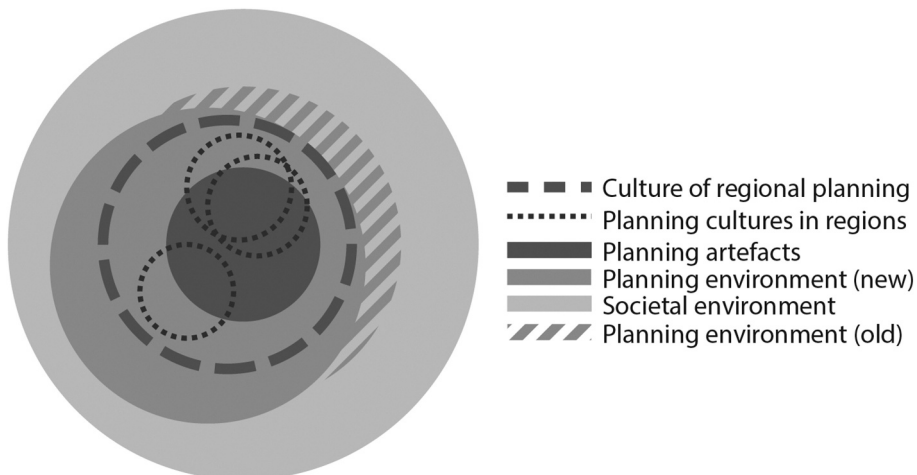 Culture of regional planning
Planning cultures in regions
Planning artefacts
Planning environment (new)
Societal environment
Planning environment (old)